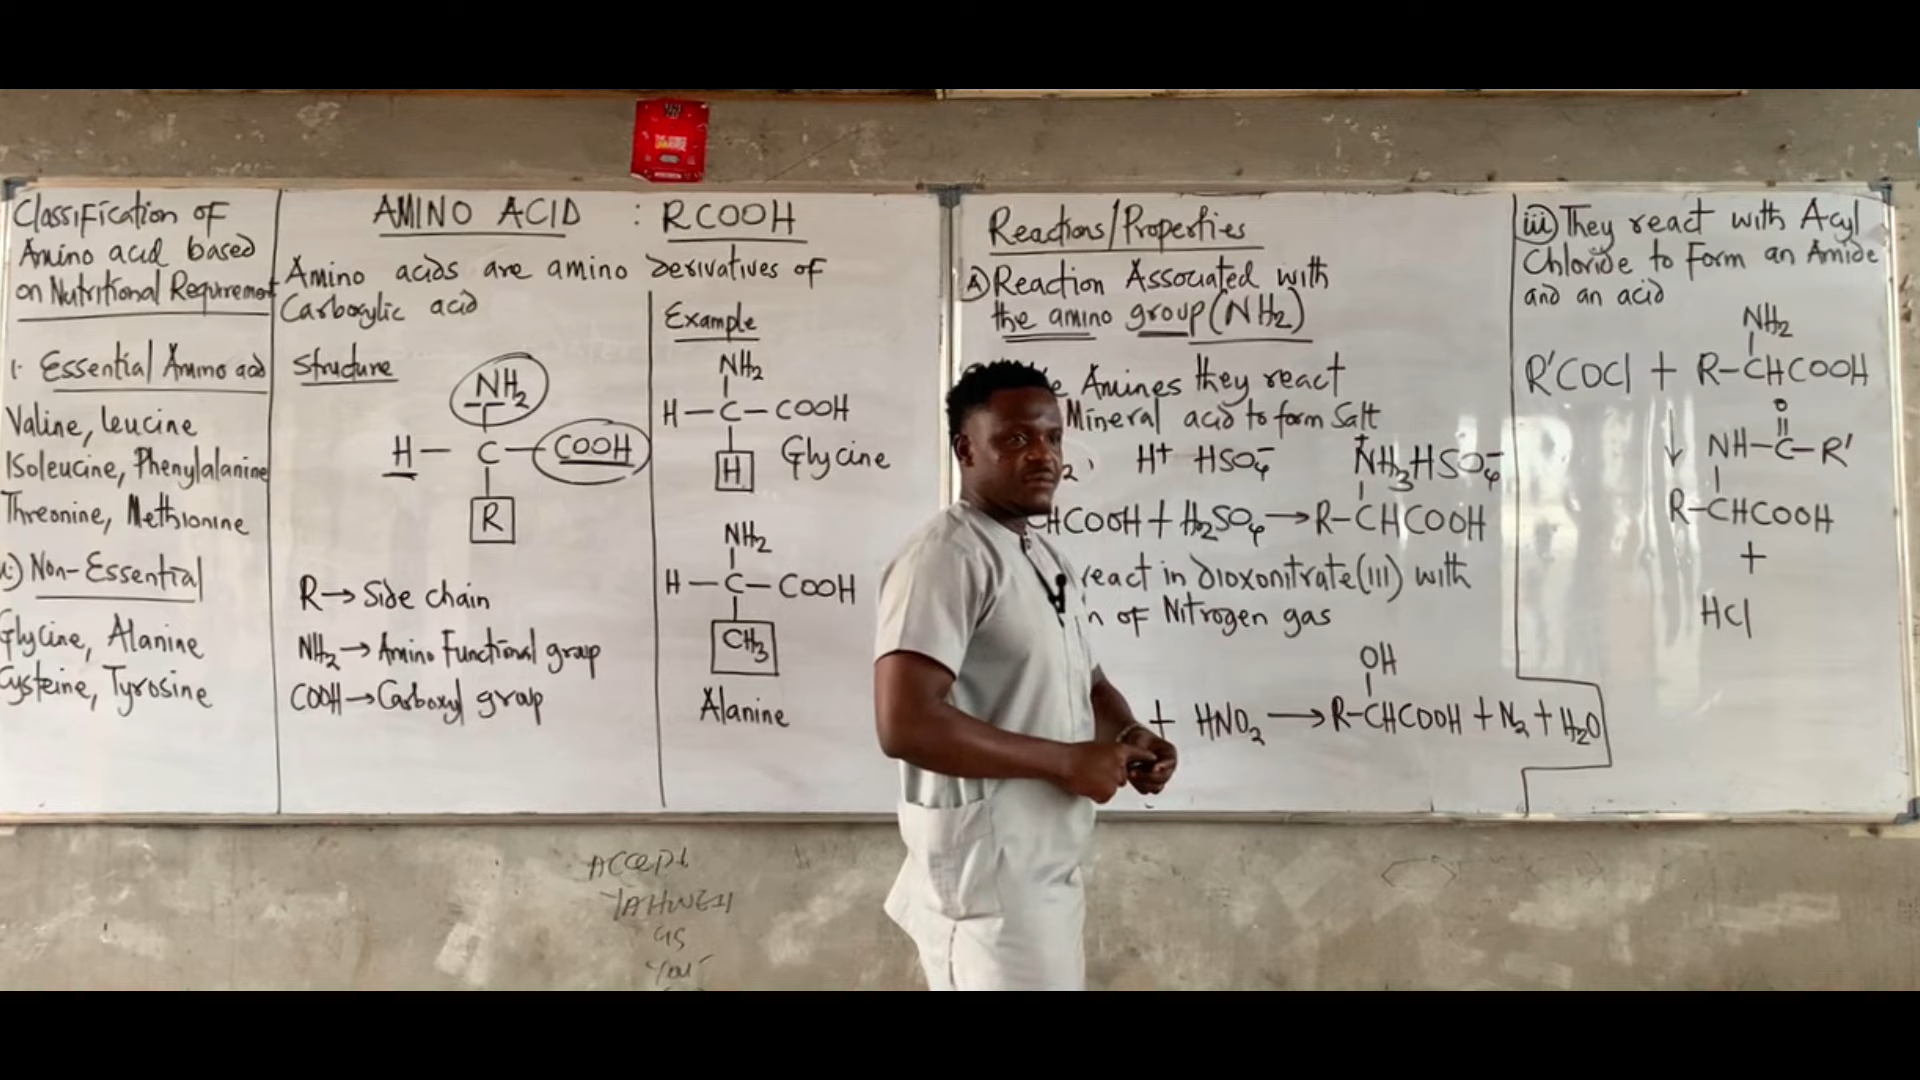 Classification of
Amino acid based
on Nutritional Requirement
1. Essential Amino acid
Valine, Leucine
Isoleucine, Phenylalanine
Threonine, Methionine
Non-Essential
Glycine, Alanine
Cysteine, Tyrosine
AMINO ACID : RCOOH
Amino acids are amino derivatives of
Carboxylic acid
Structure
NH2
H — C — COOH
R
R → Side chain
NH2 → Amino Functional group
COOH → Carboxyl group
Example
NH2
H — C — COOH
H
Glycine
NH2
H — C — COOH
CH3
Alanine
Reactions/Properties
A) Reaction Associated with
the amino group (NH2)
Amines they react
Mineral acid to form Salt
H+ HSO4-
+NH3HSO4-
CHCOOH + H2SO4 → R-CHCOOH
react in dioxonitrate(III) with
of Nitrogen gas
OH
+ HNO2 → R-CHCOOH + N2 + H2O
iii) They react with Acyl
Chloride to form an Amide
and an acid
NH2
R'COCl + R-CHCOOH
↓
O
NH-C-R'
R-CHCOOH
+
HCl
ACCEPT
YAHWEH
as
your